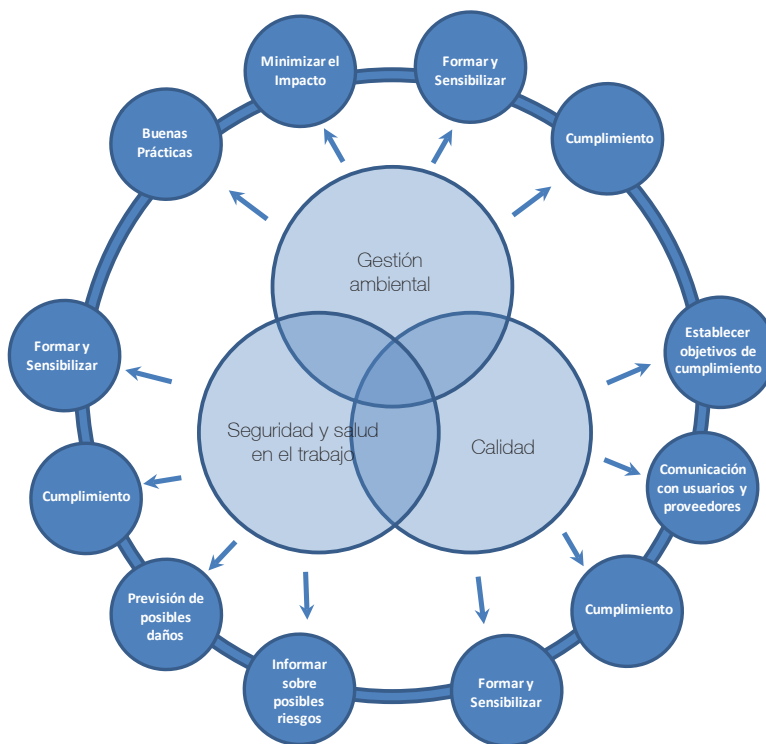 Minimizar el
Impacto
Formar y
Sensibilizar
Buenas
Prácticas
Cumplimiento
Gestión
ambiental
Formar y
Sensibilizar
Establecer
objetivos de
cumplimiento
Seguridad y salud
en el trabajo
Calidad
Cumplimiento
Comunicación
con usuarios y
proveedores
Previsión de
posibles
daños
Cumplimiento
Informar
sobre
posibles
riesgos
Formar y
Sensibilizar